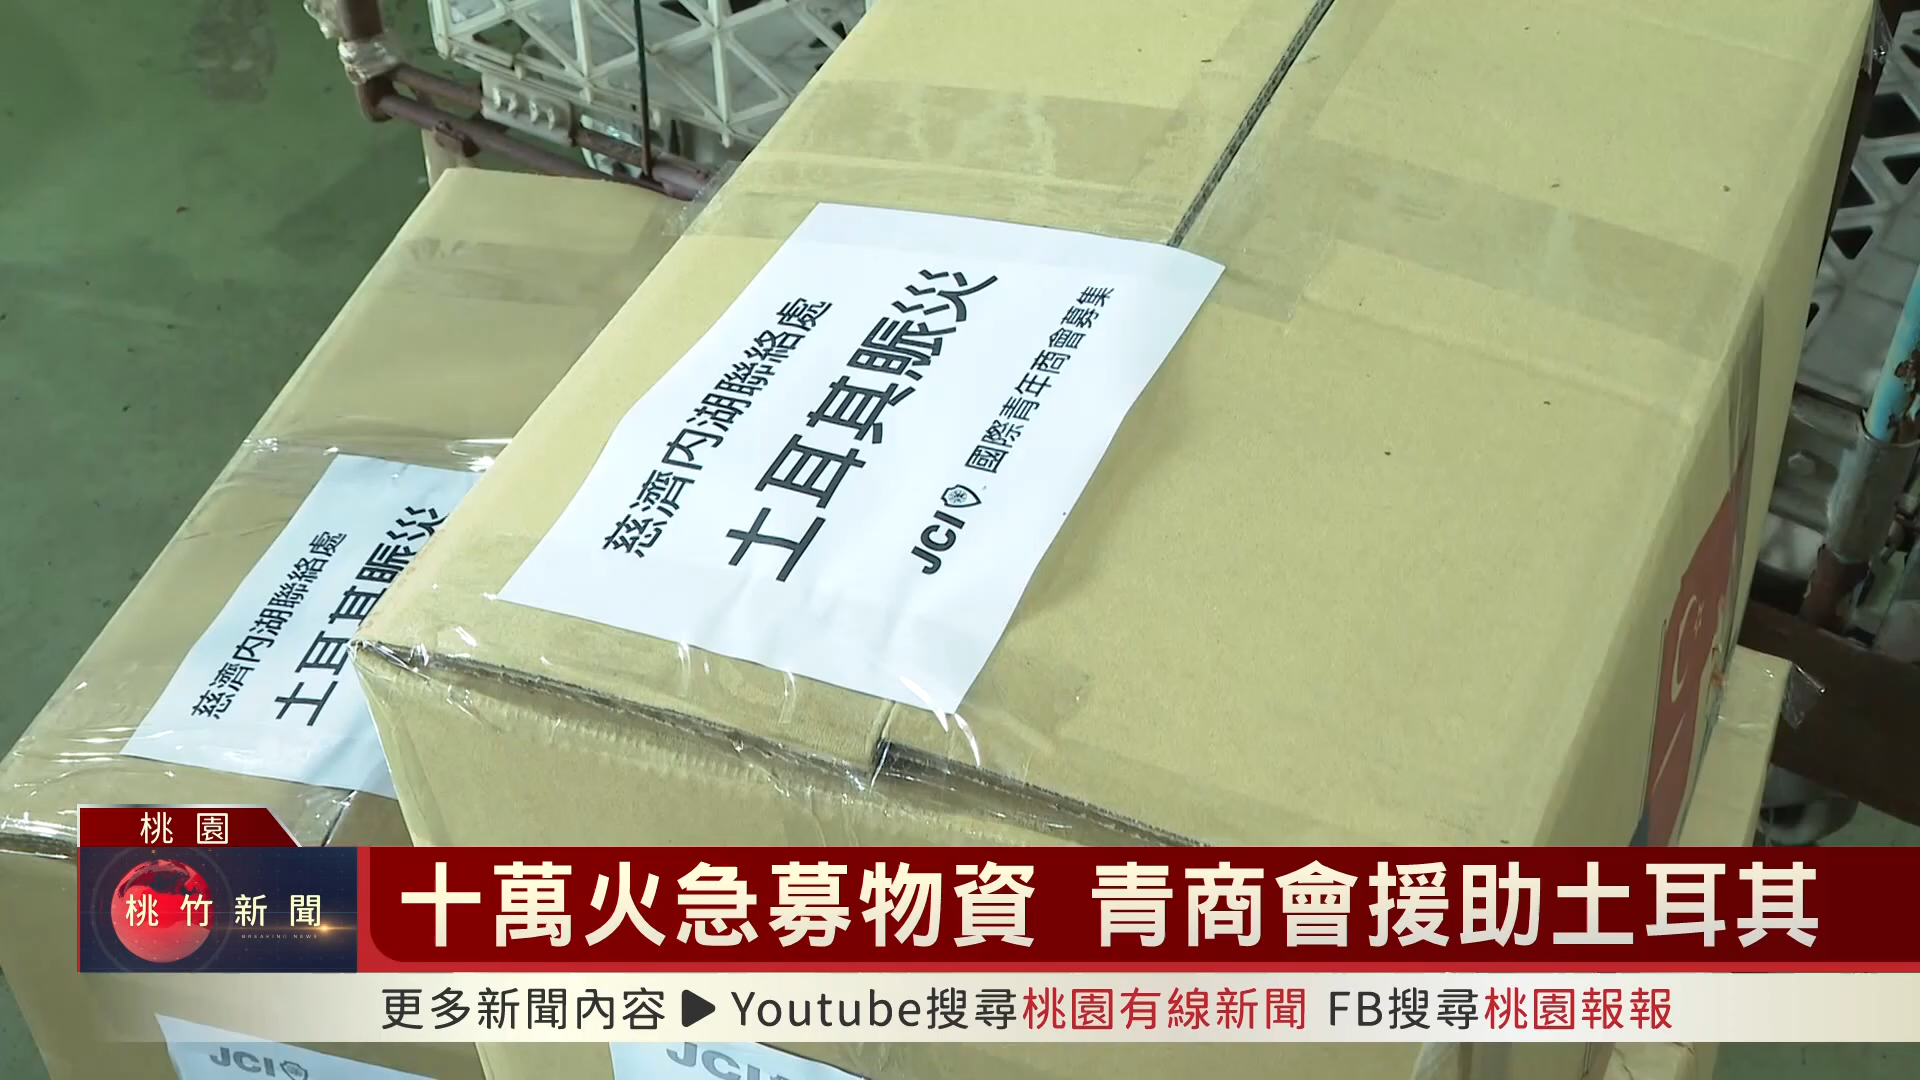 慈濟內湖聯絡處
土耳其賑災
JCI 國際青年商會募集
慈濟內湖聯絡處
土耳其賑災
JCI
JCI
桃園
桃竹新聞
BREAKING NEWS
十萬火急募物資 青商會援助土耳其
更多新聞內容▶Youtube搜尋桃園有線新聞 FB搜尋桃園報報